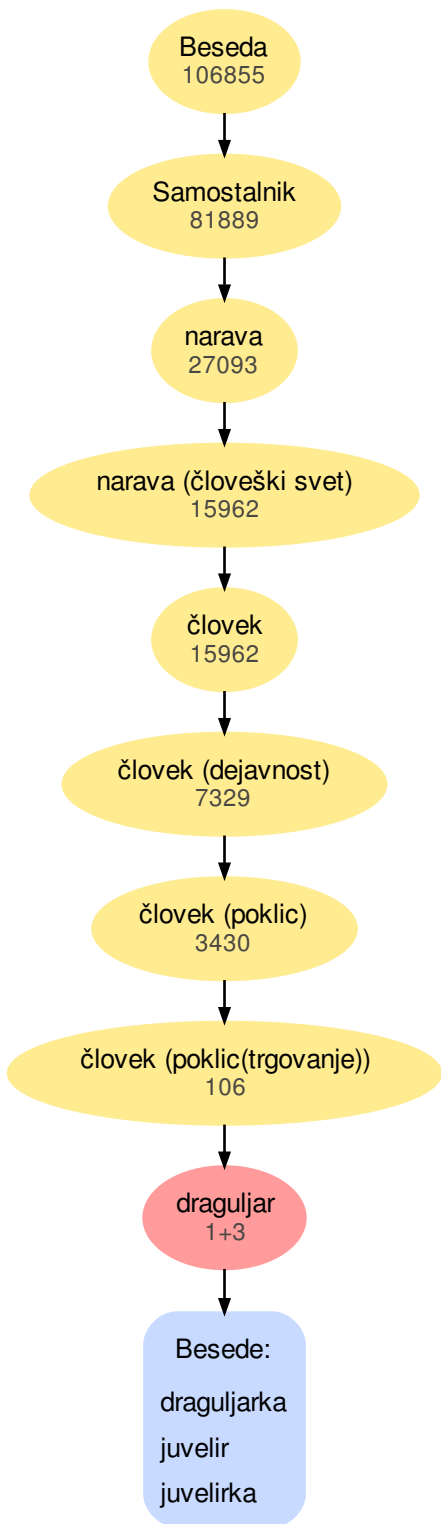 Beseda
106855
Samostalnik
81889
narava
27093
narava (človeški svet)
15962
človek
15962
človek (dejavnost)
7329
človek (poklic)
3430
človek (poklic(trgovanje))
106
draguljar
1+3
Besede:
draguljarka
juvelir
juvelirka